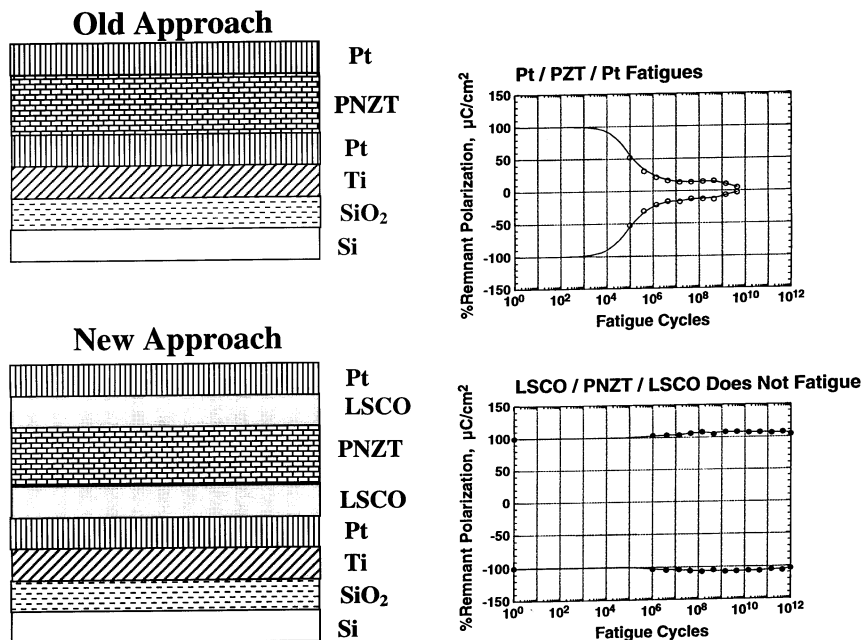 Old Approach
Pt
PNZT
Pt
Ti
SiO2
Si
Pt / PZT / Pt Fatigues
%Remnant Polarization, µC/cm2
150
100
50
0
-50
-100
-150
10^0 10^2 10^4 10^6 10^8 10^10 10^12
Fatigue Cycles
New Approach
Pt
LSCO
PNZT
LSCO
Pt
Ti
SiO2
Si
LSCO / PNZT / LSCO Does Not Fatigue
%Remnant Polarization, µC/cm2
150
100
50
0
-50
-100
-150
10^0 10^2 10^4 10^6 10^8 10^10 10^12
Fatigue Cycles